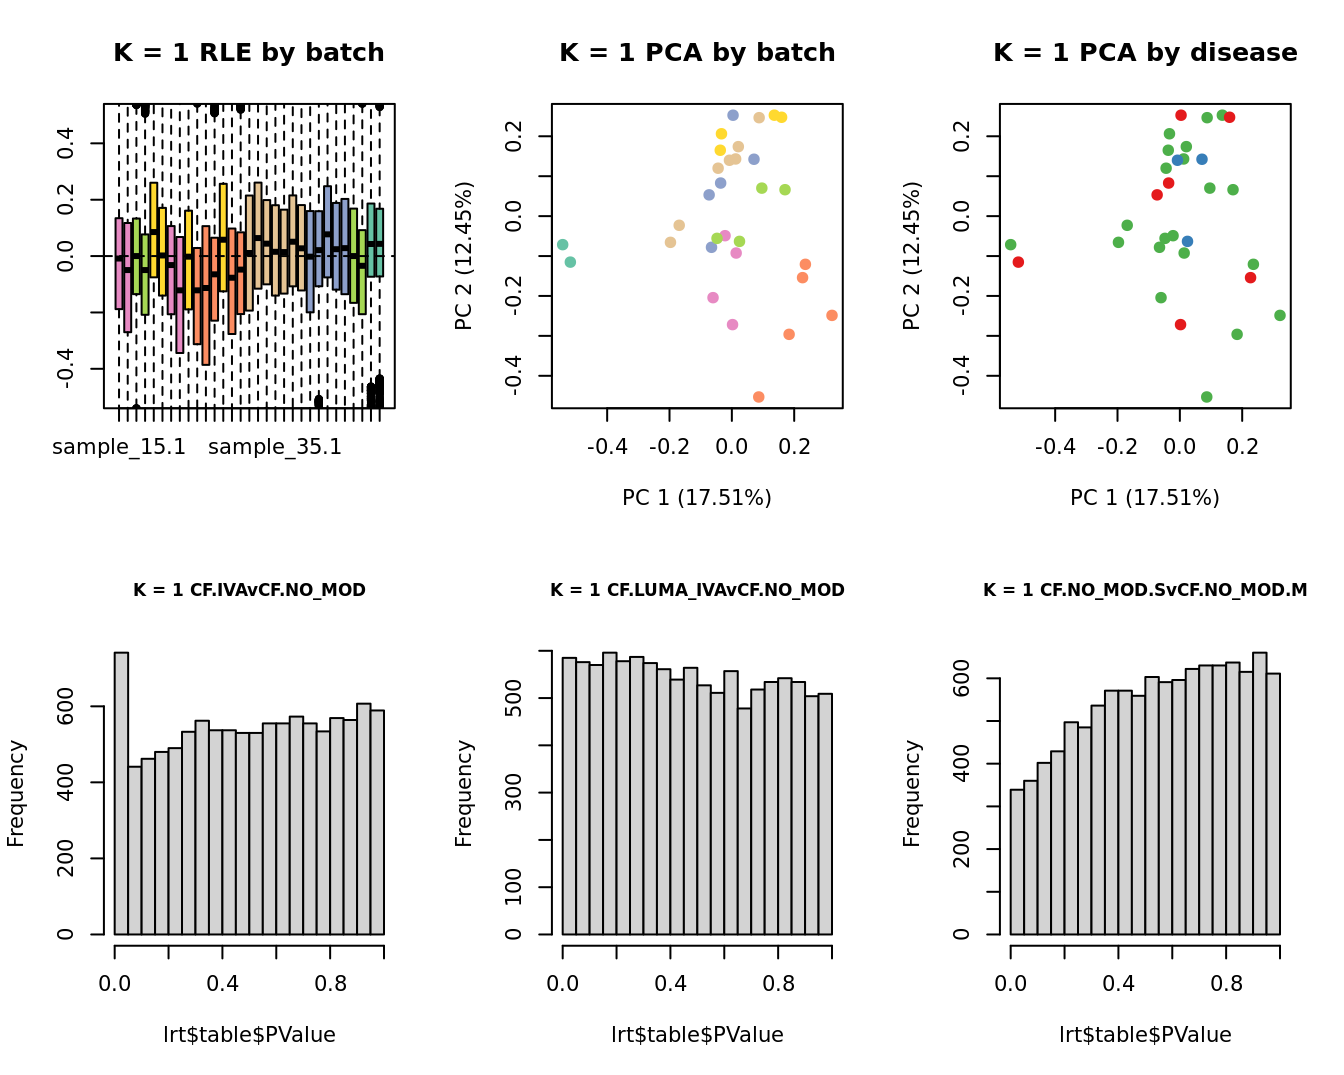 K = 1 RLE by batch
0.4
0.2
0.0
-0.4
sample_15.1
sample_35.1
K = 1 PCA by batch
PC 2 (12.45%)
0.2
0.0
-0.2
-0.4
-0.4
-0.2
0.0
0.2
PC 1 (17.51%)
K = 1 PCA by disease
PC 2 (12.45%)
0.2
0.0
-0.2
-0.4
-0.4
-0.2
0.0
0.2
PC 1 (17.51%)
K = 1 CF.IVAvCF.NO_MOD
Frequency
600
400
200
0
0.0
0.4
0.8
lrt$table$PValue
K = 1 CF.LUMA_IVAvCF.NO_MOD
Frequency
500
300
100
0
0.0
0.4
0.8
lrt$table$PValue
K = 1 CF.NO_MOD.SvCF.NO_MOD.M
Frequency
600
400
200
0
0.0
0.4
0.8
lrt$table$PValue